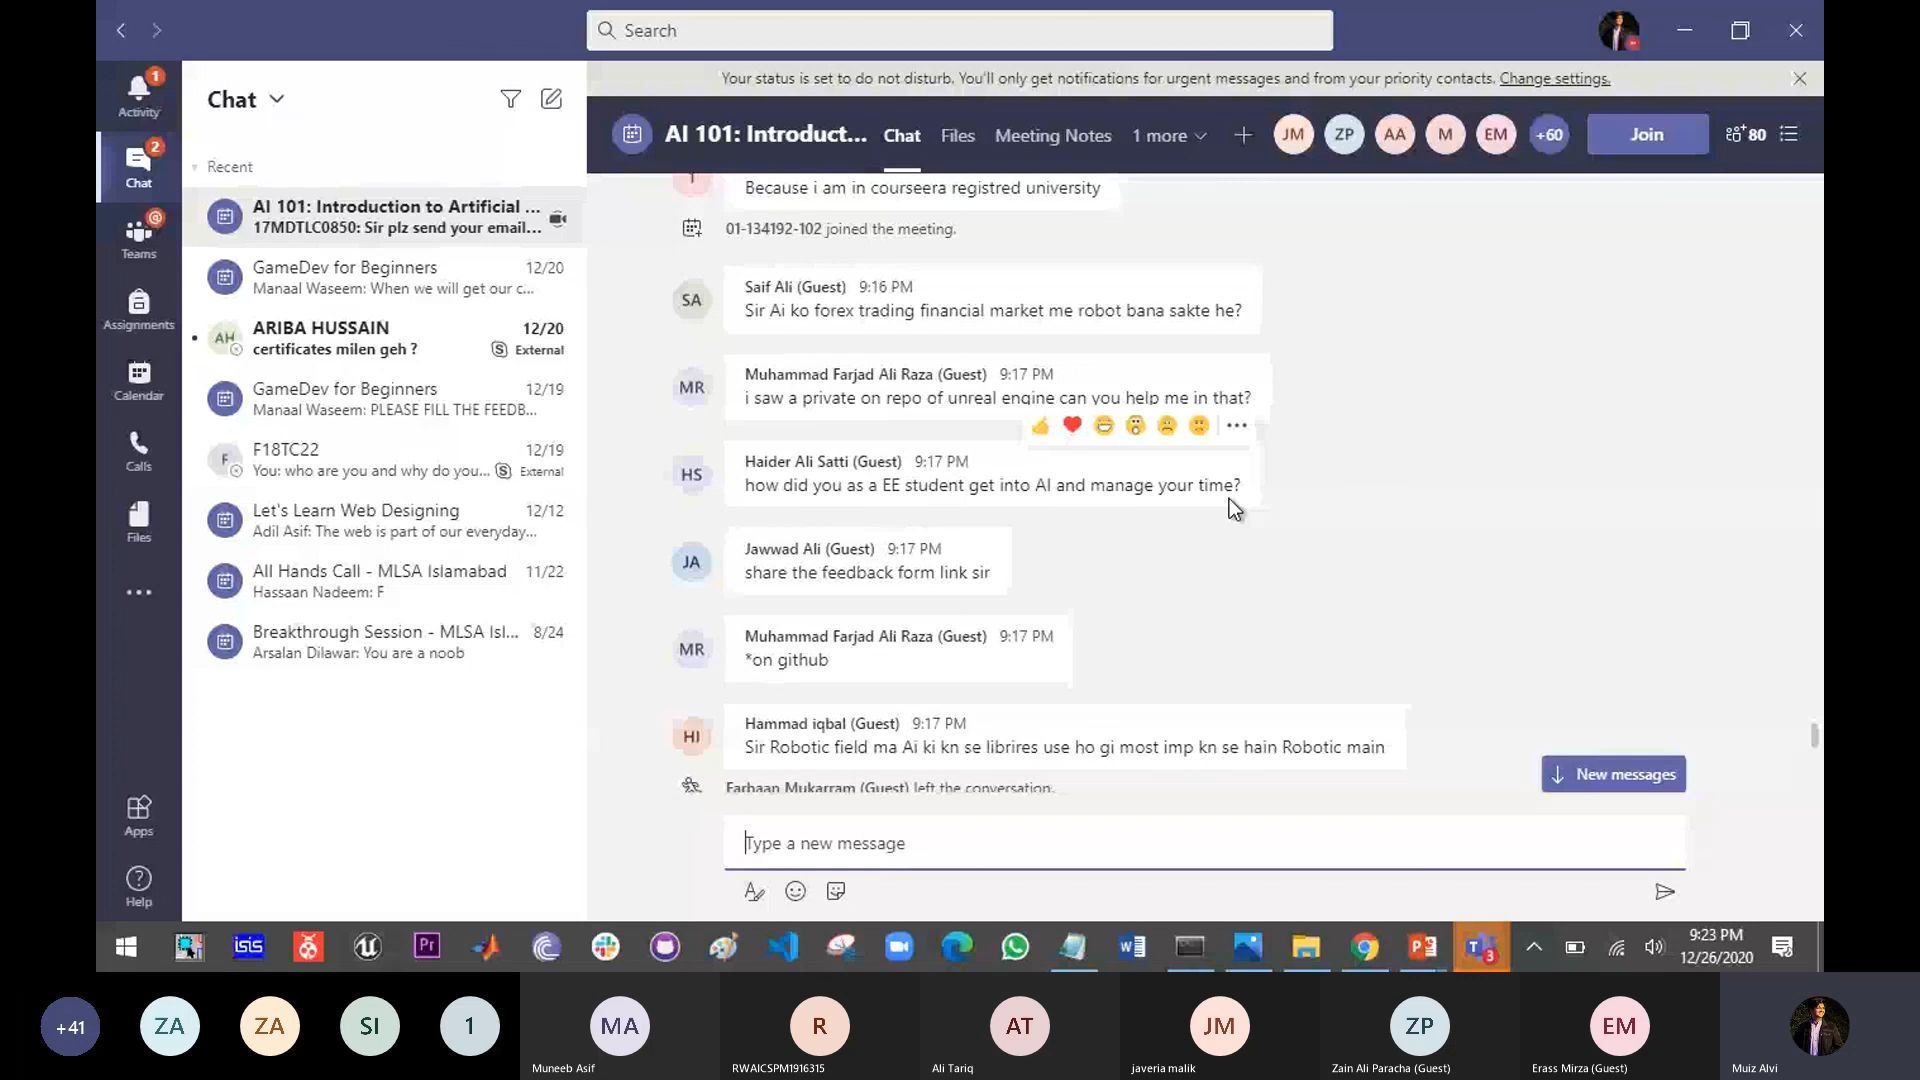 Search
Your status is set to do not disturb. You'll only get notifications for urgent messages and from your priority contacts. Change settings.
1
Activity
2
Chat
Teams
Assignments
Calendar
Calls
Files
Apps
Help
Chat
Recent
AI 101: Introduction to Artificial ...
17MDTLC0850: Sir plz send your email...
GameDev for Beginners 12/20
Manaal Waseem: When we will get our c...
AH
ARIBA HUSSAIN 12/20
certificates milen geh ? External
GameDev for Beginners 12/19
Manaal Waseem: PLEASE FILL THE FEEDB...
F
F18TC22 12/19
You: who are you and why do you... External
Let's Learn Web Designing 12/12
Adil Asif: The web is part of our everyday...
All Hands Call - MLSA Islamabad 11/22
Hassaan Nadeem: F
Breakthrough Session - MLSA Isl... 8/24
Arsalan Dilawar: You are a noob
AI 101: Introduct... Chat Files Meeting Notes 1 more JM ZP AA M EM +60 Join 80
Because i am in courseera registred university
01-134192-102 joined the meeting.
SA
Saif Ali (Guest) 9:16 PM
Sir Ai ko forex trading financial market me robot bana sakte he?
MR
Muhammad Farjad Ali Raza (Guest) 9:17 PM
i saw a private on repo of unreal engine can you help me in that?
HS
Haider Ali Satti (Guest) 9:17 PM
how did you as a EE student get into AI and manage your time?
JA
Jawwad Ali (Guest) 9:17 PM
share the feedback form link sir
MR
Muhammad Farjad Ali Raza (Guest) 9:17 PM
*on github
HI
Hammad iqbal (Guest) 9:17 PM
Sir Robotic field ma Ai ki kn se librires use ho gi most imp kn se hain Robotic main
Farhaan Mukarram (Guest) left the conversation.
New messages
Type a new message
isis
Pr
3
9:23 PM
12/26/2020
+41 ZA ZA SI 1 MA R AT JM ZP EM
Muneeb Asif RWAICSPM1916315 Ali Tariq javeria malik Zain Ali Paracha (Guest) Erass Mirza (Guest) Muiz Alvi